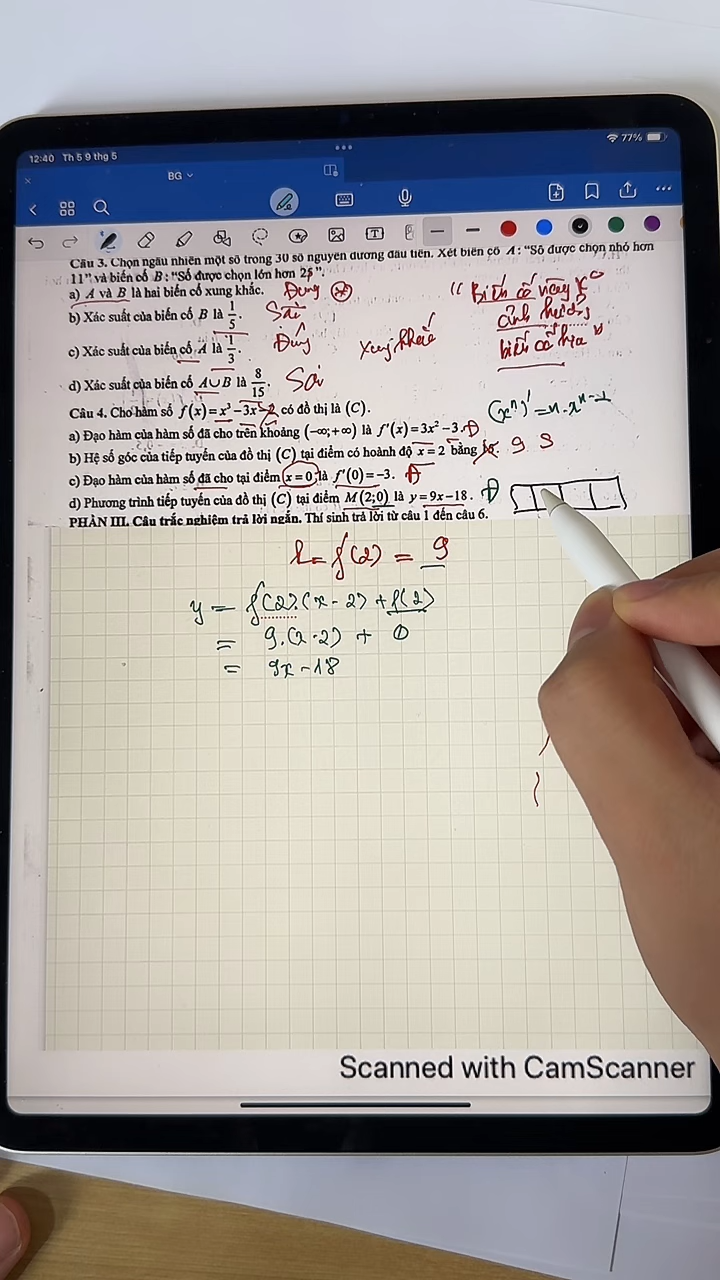 12:40 Th 5 9 thg 5
77%
BG
Câu 3. Chọn ngẫu nhiên một số trong 30 số nguyên dương đầu tiên. Xét biến cố A: “Số được chọn nhỏ hơn
11” và biến cố B: “Số được chọn lớn hơn 25”.
a) A và B là hai biến cố xung khắc. Đúng
b) Xác suất của biến cố B là 1/5. Sai
c) Xác suất của biến cố A là 1/3. Đúng Xung khắc
d) Xác suất của biến cố A∪B là 8/15. Sai
“ Biến cố này K
ảnh hưởng
biến cố kia ”
Câu 4. Cho hàm số f(x)=x³−3x−2 có đồ thị là (C).
(xⁿ)' = n.xⁿ⁻¹
a) Đạo hàm của hàm số đã cho trên khoảng (−∞;+∞) là f'(x)=3x²−3. Đ
b) Hệ số góc của tiếp tuyến của đồ thị (C) tại điểm có hoành độ x=2 bằng 9 S
c) Đạo hàm của hàm số đã cho tại điểm x=0 là f'(0)=−3. Đ
d) Phương trình tiếp tuyến của đồ thị (C) tại điểm M(2;0) là y=9x−18. Đ
PHẦN III. Câu trắc nghiệm trả lời ngắn. Thí sinh trả lời từ câu 1 đến câu 6.
k = f'(2) = 9
y = f'(2).(x-2) + f(2)
= 9.(x-2) + 0
= 9x-18
Scanned with CamScanner